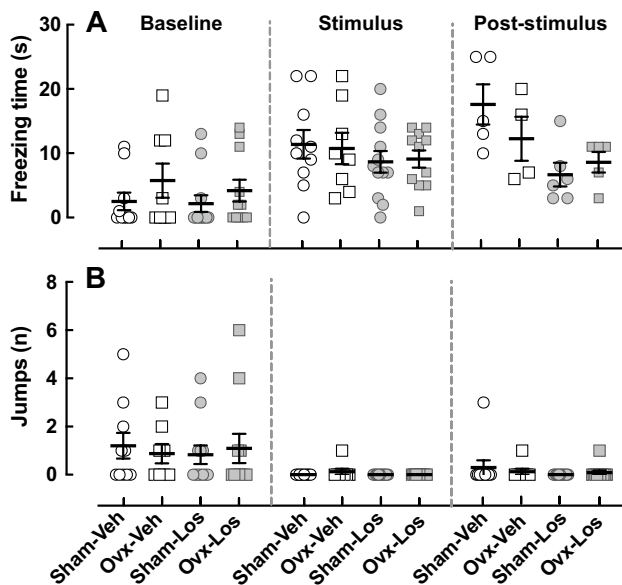 A Baseline Stimulus Post-stimulus
Freezing time (s)
30
20
10
0
B
Jumps (n)
8
6
4
2
0
Sham-Veh Ovx-Veh Sham-Los Ovx-Los Sham-Veh Ovx-Veh Sham-Los Ovx-Los Sham-Veh Ovx-Veh Sham-Los Ovx-Los